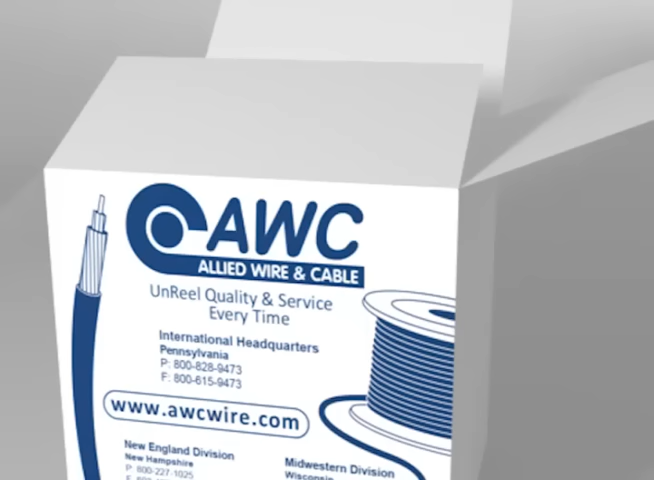 AWC
ALLIED WIRE & CABLE
UnReel Quality & Service
Every Time
International Headquarters
Pennsylvania
P: 800-828-9473
F: 800-615-9473
www.awcwire.com
New England Division
New Hampshire
P: 800-227-1025
Midwestern Division
Wisconsin